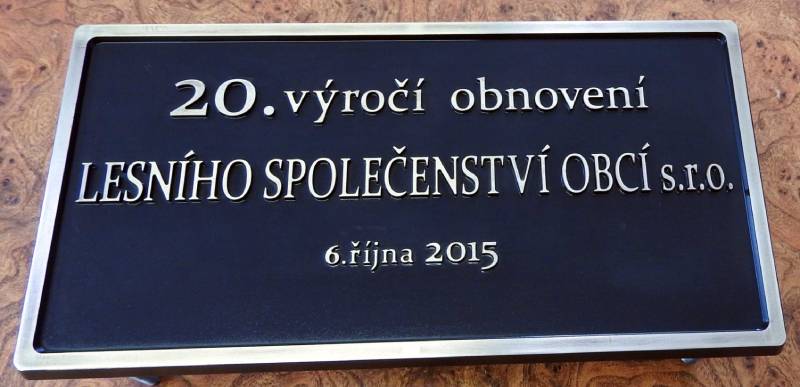 20. výročí obnovení
LESNÍHO SPOLEČENSTVÍ OBCÍ s.r.o.
6.října 2015